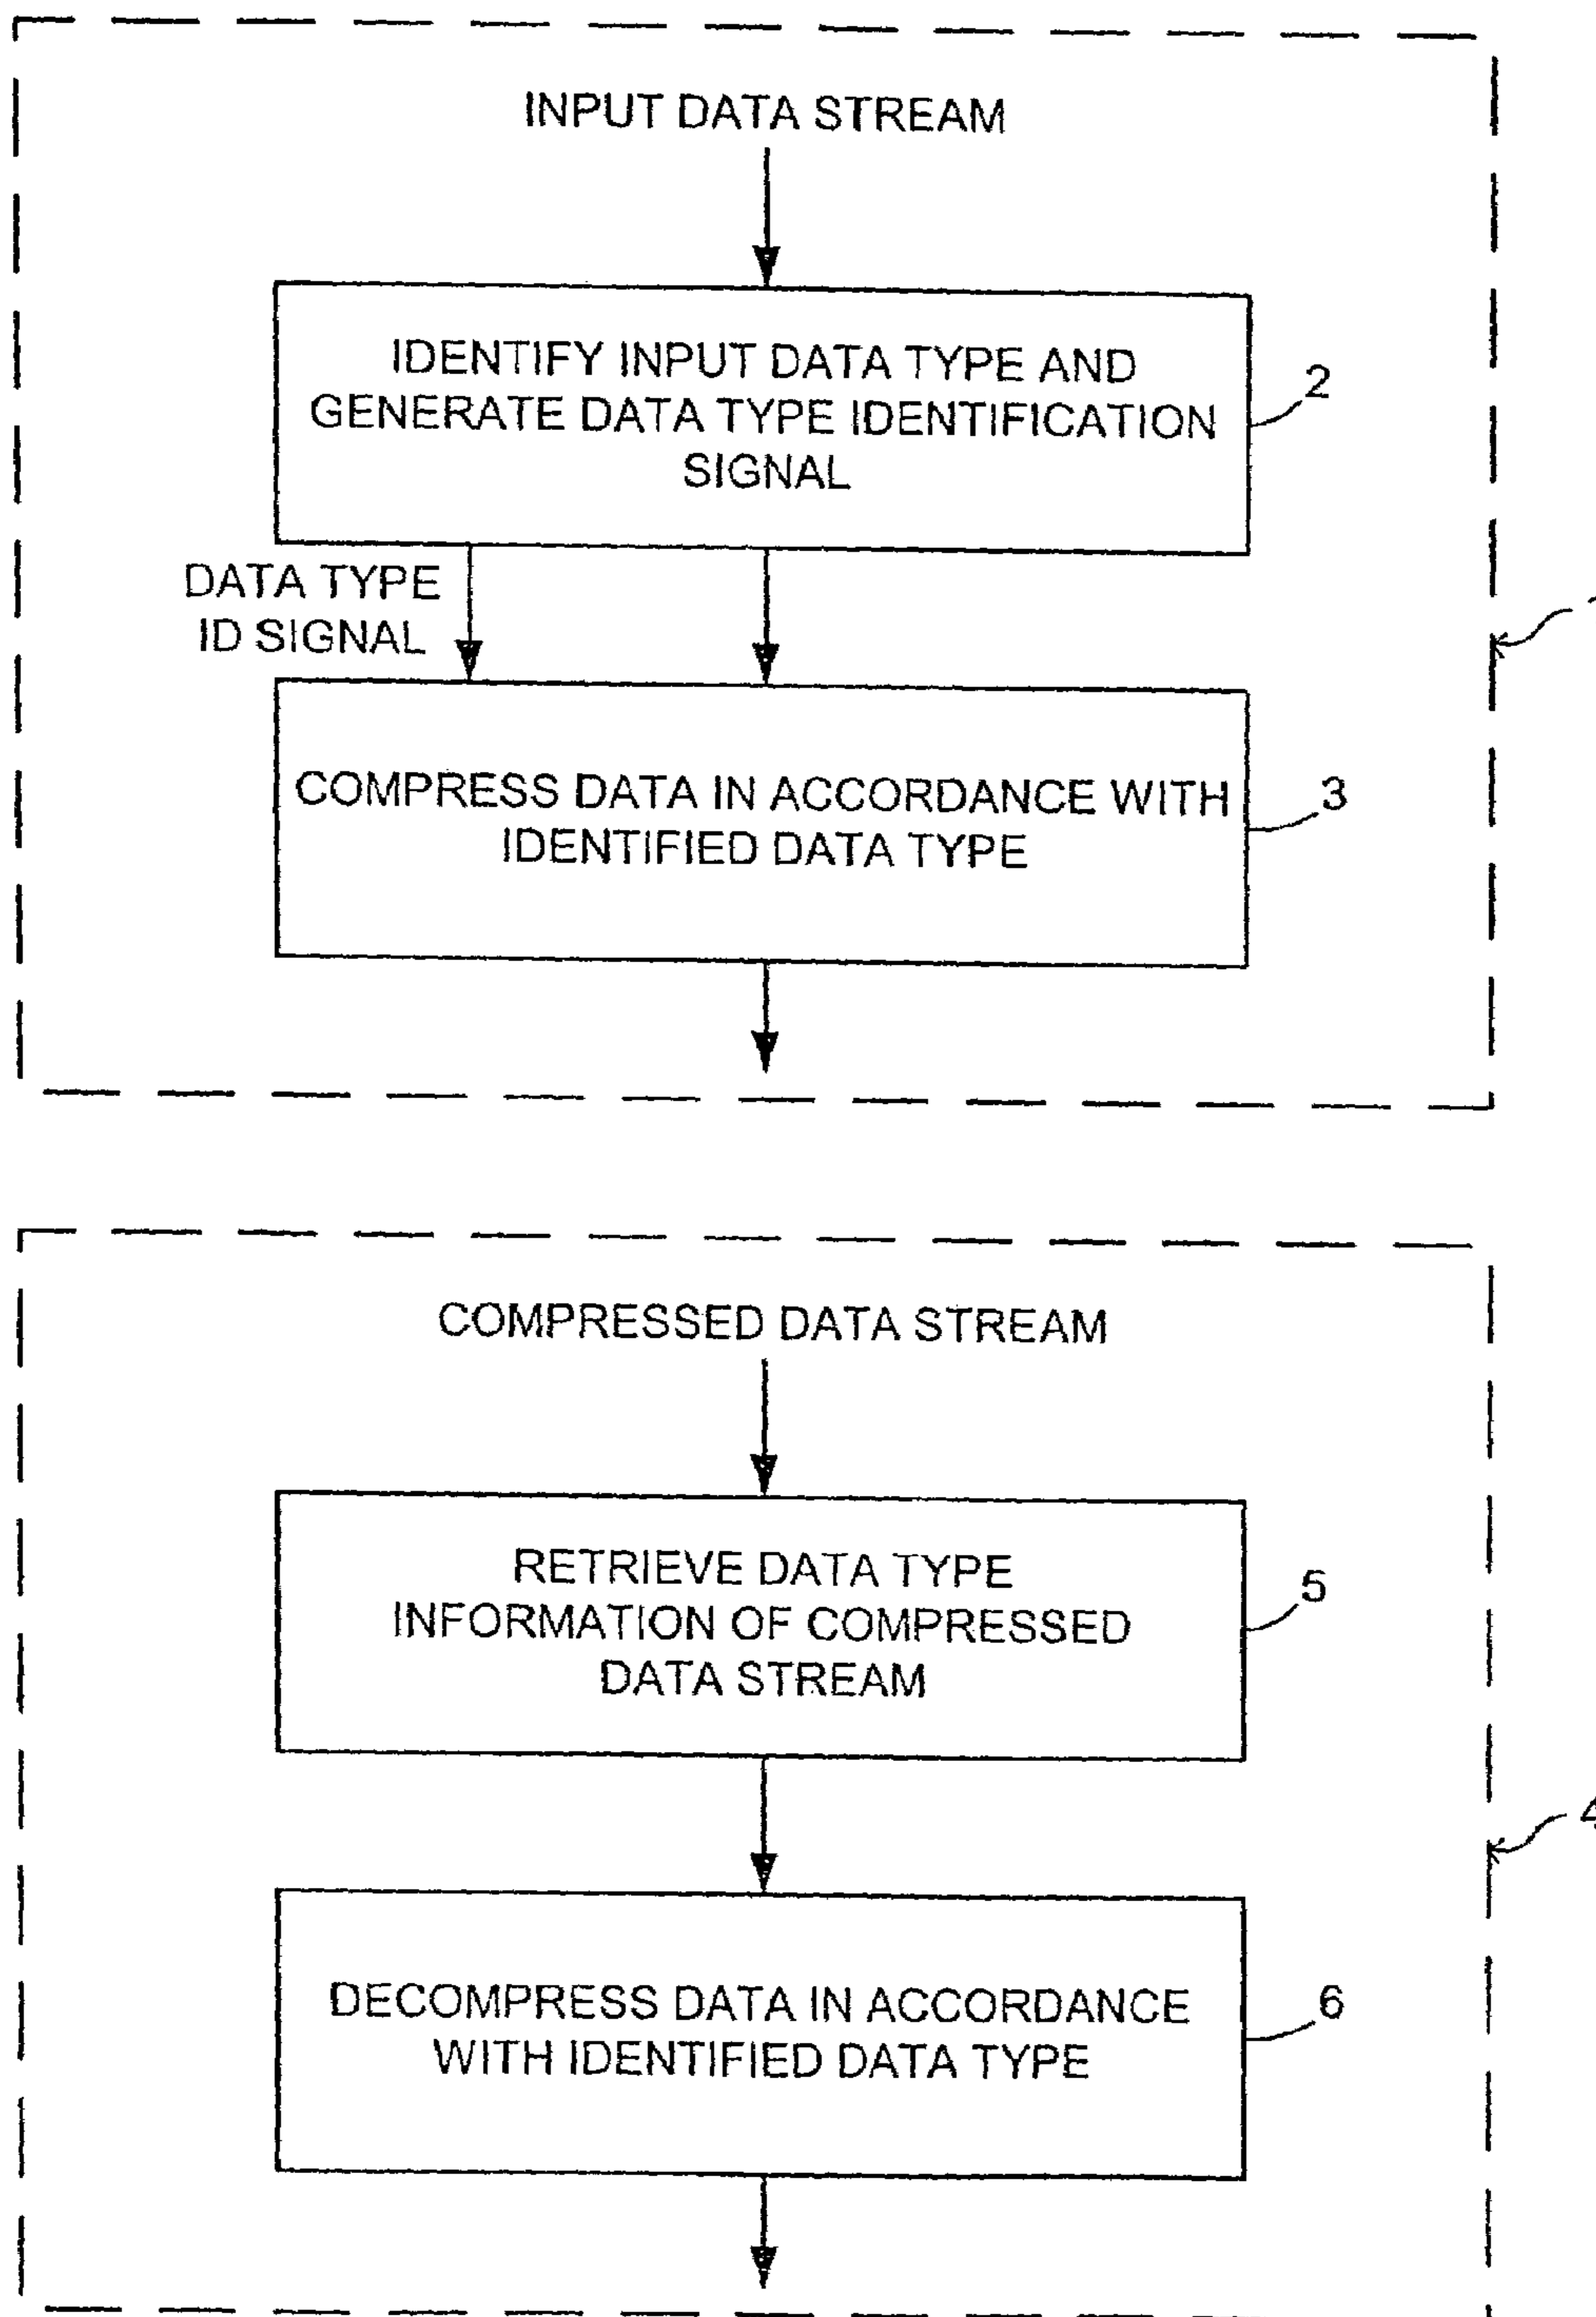 INPUT DATA STREAM
IDENTIFY INPUT DATA TYPE AND
GENERATE DATA TYPE IDENTIFICATION
SIGNAL
2
DATA TYPE
ID SIGNAL
COMPRESS DATA IN ACCORDANCE WITH
IDENTIFIED DATA TYPE
3
COMPRESSED DATA STREAM
RETRIEVE DATA TYPE
INFORMATION OF COMPRESSED
DATA STREAM
5
4
DECOMPRESS DATA IN ACCORDANCE
WITH IDENTIFIED DATA TYPE
6